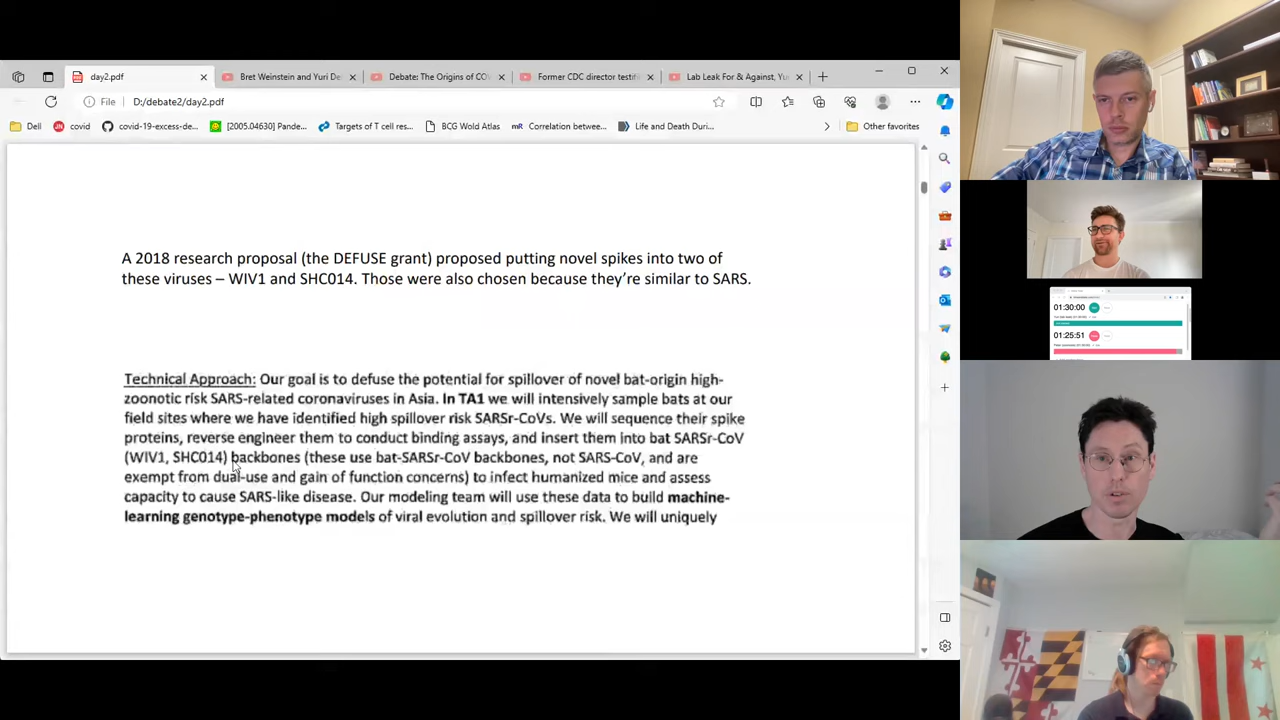 day2.pdf
Bret Weinstein and Yuri De
Debate: The Origins of CO
Former CDC director testif
Lab Leak For & Against, Yu
File
D:/debate2/day2.pdf
Dell
covid
covid-19-excess-de...
[2005.04630] Pande...
Targets of T cell res...
BCG Wold Atlas
Correlation betwee...
Life and Death Duri...
Other favorites
A 2018 research proposal (the DEFUSE grant) proposed putting novel spikes into two of
these viruses – WIV1 and SHC014. Those were also chosen because they're similar to SARS.
Technical Approach: Our goal is to defuse the potential for spillover of novel bat-origin high-
zoonotic risk SARS-related coronaviruses in Asia. In TA1 we will intensively sample bats at our
field sites where we have identified high spillover risk SARSr-CoVs. We will sequence their spike
proteins, reverse engineer them to conduct binding assays, and insert them into bat SARSr-CoV
(WIV1, SHC014) backbones (these use bat-SARSr-CoV backbones, not SARS-CoV, and are
exempt from dual-use and gain of function concerns) to infect humanized mice and assess
capacity to cause SARS-like disease. Our modeling team will use these data to build machine-
learning genotype-phenotype models of viral evolution and spillover risk. We will uniquely
01:30:00
01:25:51